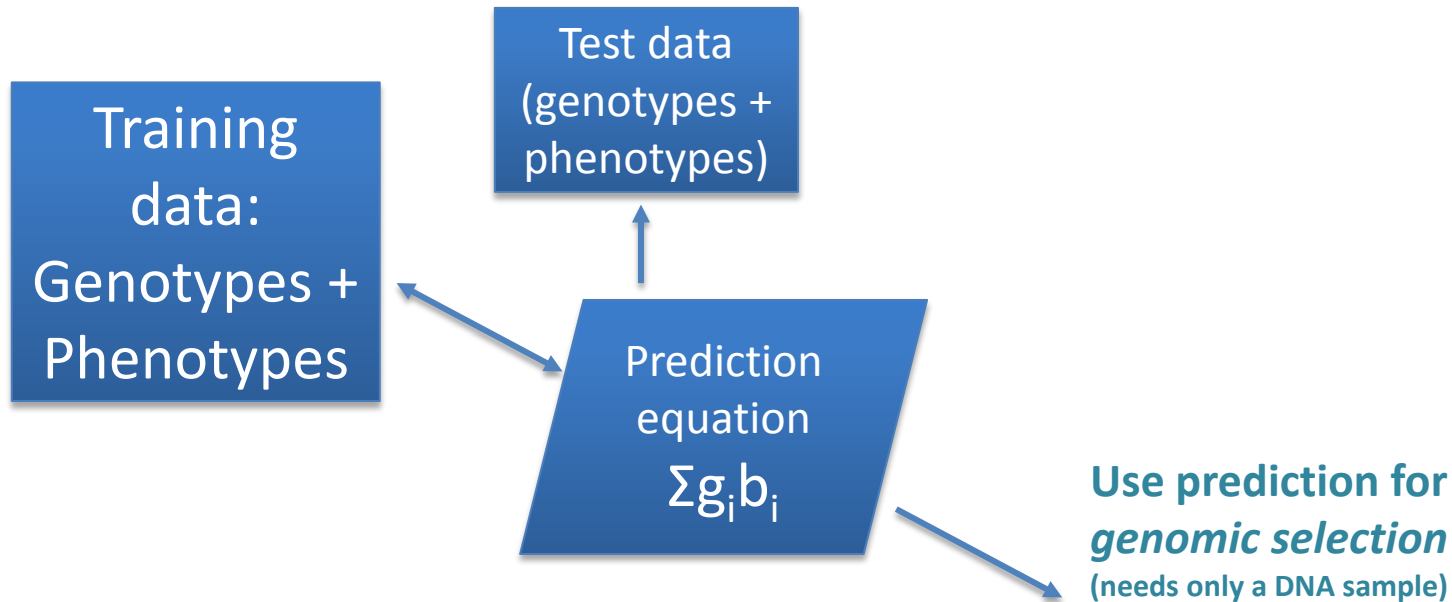 Training
data:
Genotypes +
Phenotypes
Test data
(genotypes +
phenotypes)
Prediction
equation
Σgᵢbᵢ
Use prediction for
genomic selection
(needs only a DNA sample)